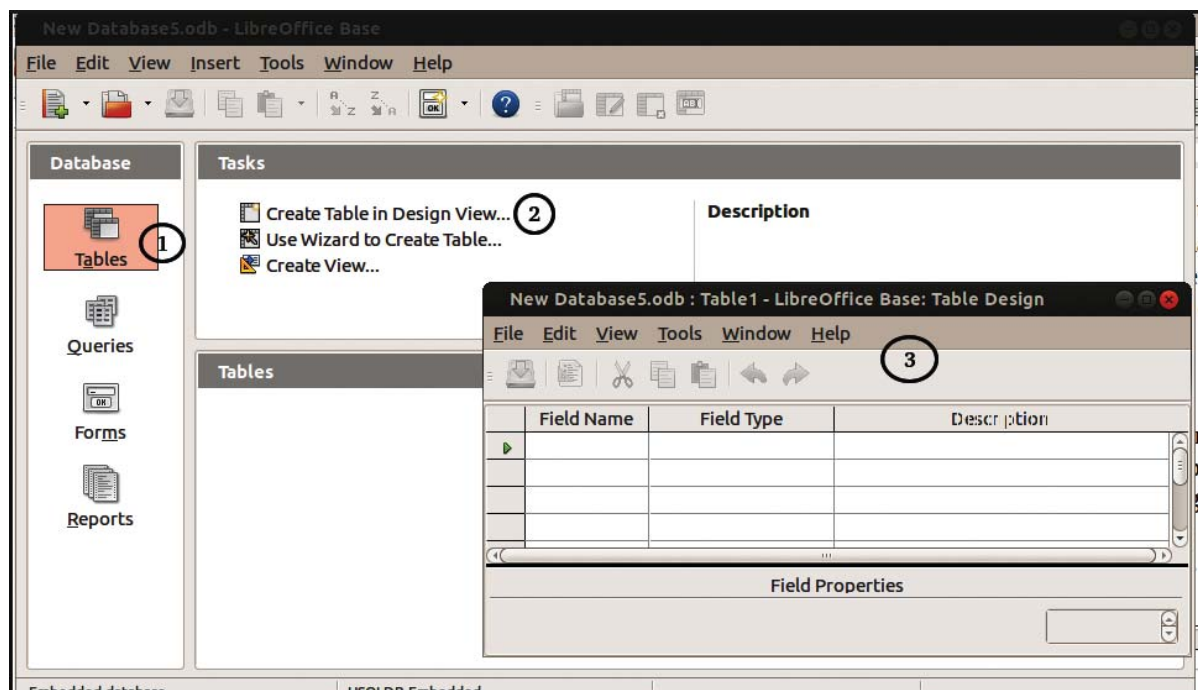 New Database5.odb - LibreOffice Base
File Edit View Insert Tools Window Help
Database
Tasks
Tables
Queries
Forms
Reports
1
Create Table in Design View...
2
Use Wizard to Create Table...
Create View...
Description
Tables
New Database5.odb : Table1 - LibreOffice Base: Table Design
File Edit View Tools Window Help
3
Field Name Field Type Description
Field Properties
Embedded database
HSQLDB Embedded